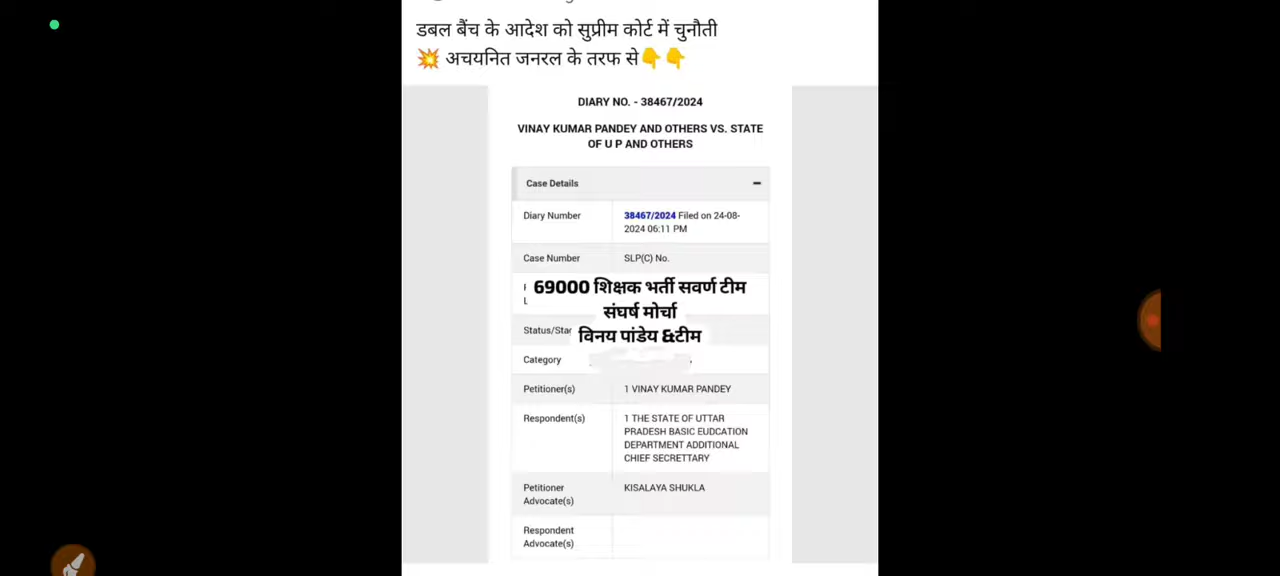 डबल बैंच के आदेश को सुप्रीम कोर्ट में चुनौती
💥 अचयनित जनरल के तरफ से👇👇
DIARY NO. - 38467/2024
VINAY KUMAR PANDEY AND OTHERS VS. STATE
OF U P AND OTHERS
Case Details
Diary Number 38467/2024 Filed on 24-08-
2024 06:11 PM
Case Number SLP(C) No.
69000 शिक्षक भर्ती सवर्ण टीम
संघर्ष मोर्चा
विनय पांडेय &टीम
Category
Petitioner(s) 1 VINAY KUMAR PANDEY
Respondent(s) 1 THE STATE OF UTTAR
PRADESH BASIC EUDCATION
DEPARTMENT ADDITIONAL
CHIEF SECRETTARY
Petitioner KISALAYA SHUKLA
Advocate(s)
Respondent
Advocate(s)